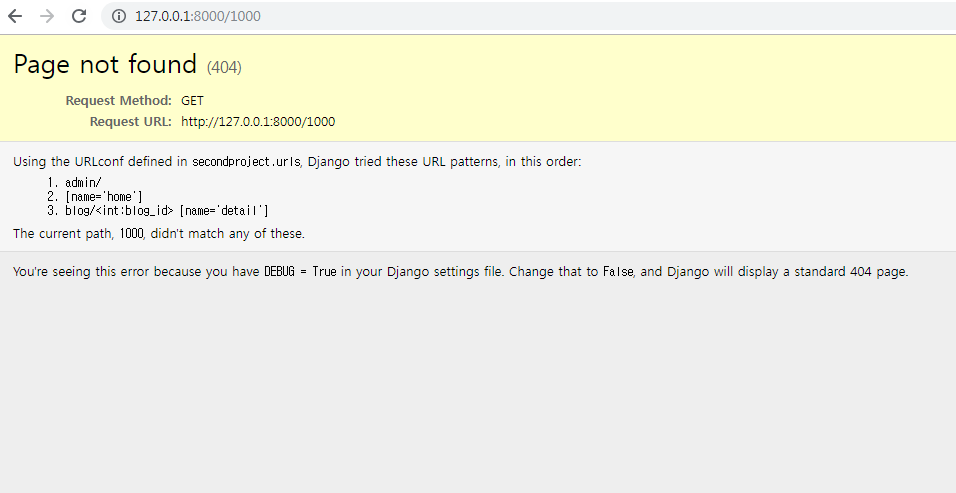 127.0.0.1:8000/1000
Page not found (404)
Request Method: GET
Request URL: http://127.0.0.1:8000/1000
Using the URLconf defined in secondproject.urls, Django tried these URL patterns, in this order:
1. admin/
2. [name='home']
3. blog/<int:blog_id> [name='detail']
The current path, 1000, didn't match any of these.
You're seeing this error because you have DEBUG = True in your Django settings file. Change that to False, and Django will display a standard 404 page.